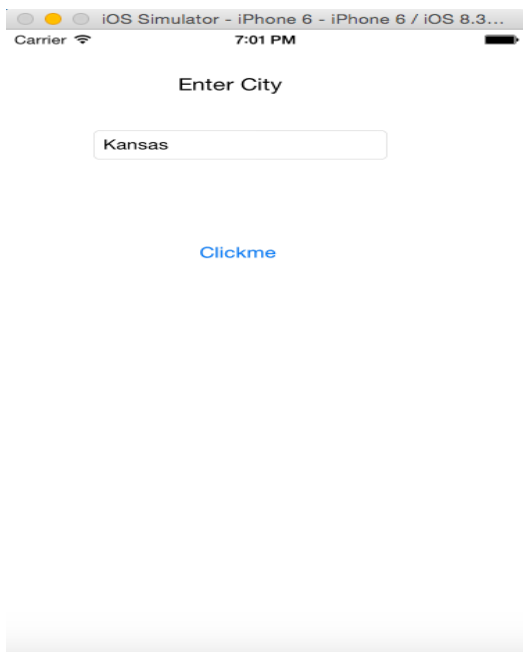 iOS Simulator - iPhone 6 - iPhone 6 / iOS 8.3...
Carrier 7:01 PM
Enter City
Kansas
Clickme